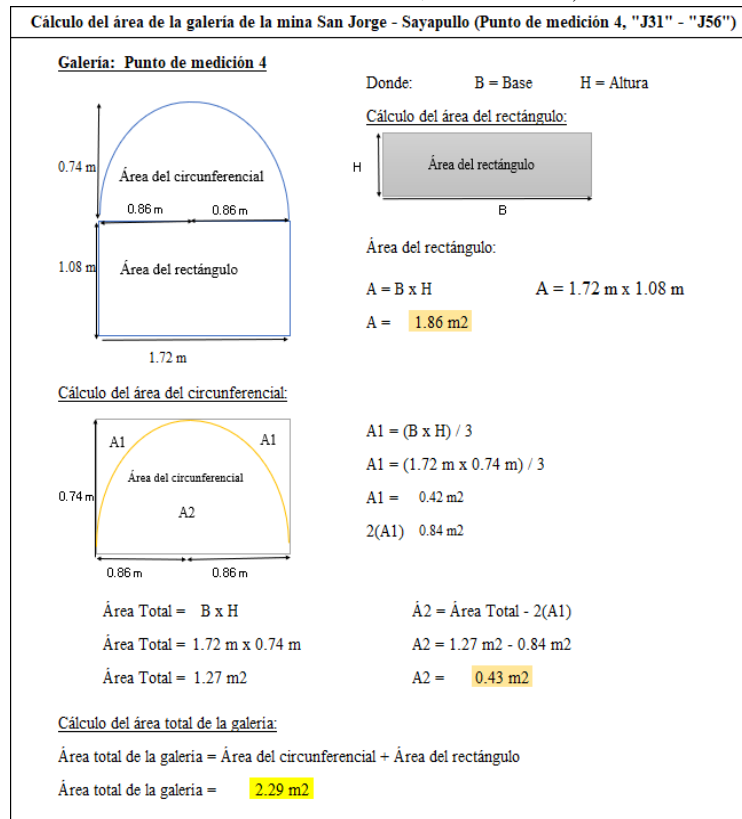 Cálculo del área de la galería de la mina San Jorge - Sayapullo (Punto de medición 4, "J31" - "J56")
Galería: Punto de medición 4
Donde: B = Base H = Altura
Cálculo del área del rectángulo:
0.74 m
Área del circunferencial
0.86 m 0.86 m
H
Área del rectángulo
B
1.08 m
Área del rectángulo
1.72 m
Área del rectángulo:
A = B x H A = 1.72 m x 1.08 m
A = 1.86 m2
Cálculo del área del circunferencial:
A1 A1
Área del circunferencial
A2
0.74 m
0.86 m 0.86 m
A1 = (B x H) / 3
A1 = (1.72 m x 0.74 m) / 3
A1 = 0.42 m2
2(A1) 0.84 m2
Área Total = B x H
Área Total = 1.72 m x 0.74 m
Área Total = 1.27 m2
Á2 = Área Total - 2(A1)
A2 = 1.27 m2 - 0.84 m2
A2 = 0.43 m2
Cálculo del área total de la galeria:
Área total de la galeria = Área del circunferencial + Área del rectángulo
Área total de la galeria = 2.29 m2